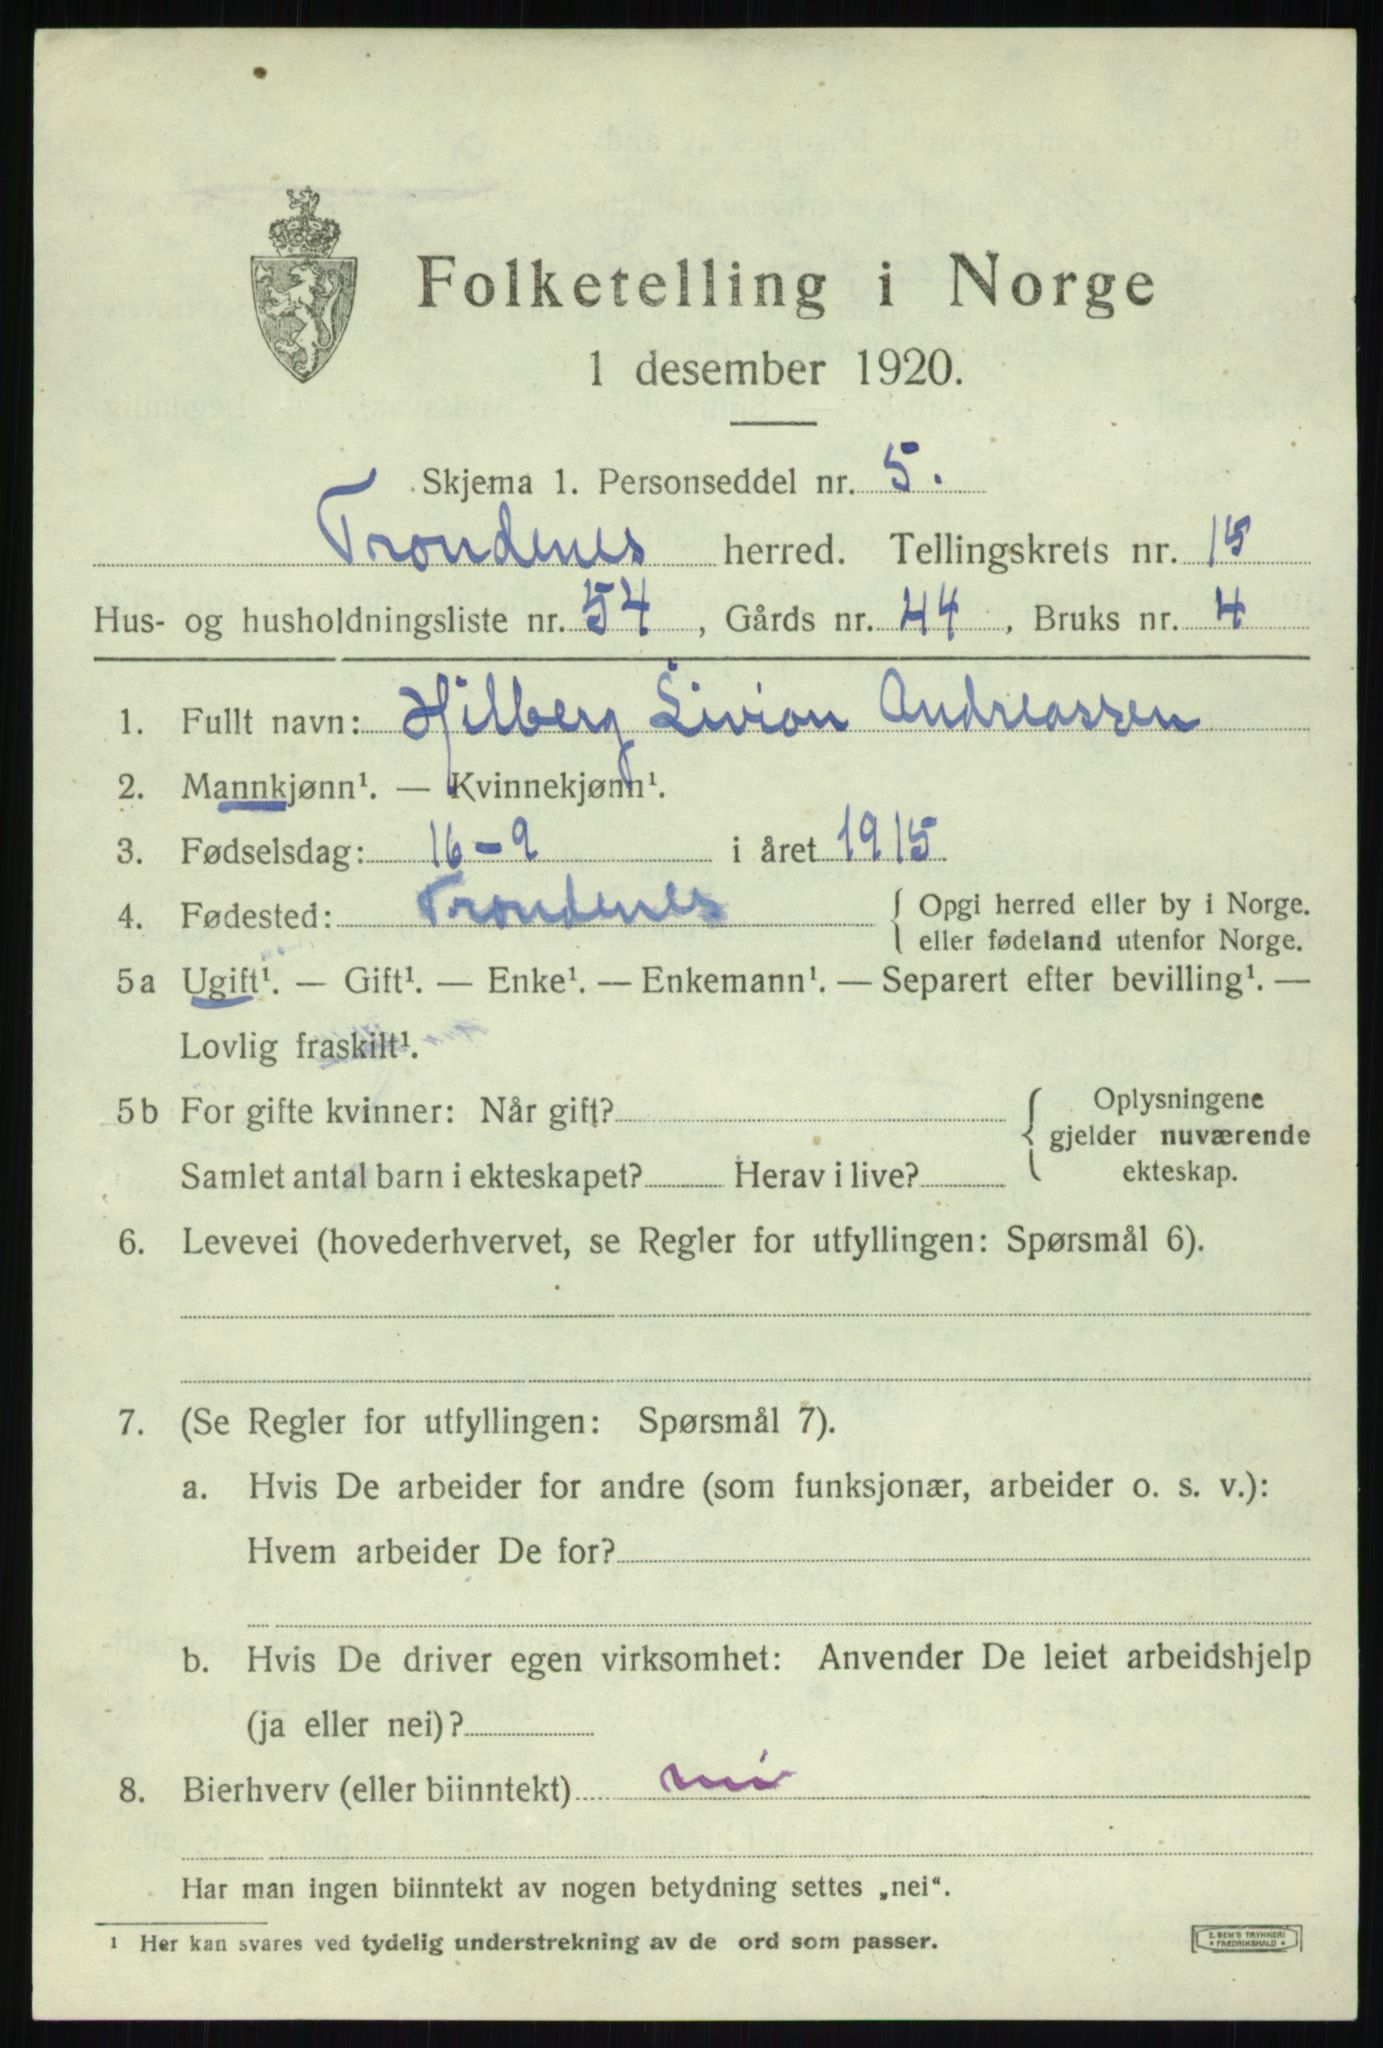 Folketelling i Norge
1 desember 1920.
Skjema 1. Personseddel nr. 5.
Trondenes herred. Tellingskrets nr. 15
Hus- og husholdningsliste nr. 54, Gårds nr. 44, Bruks nr. 4
1. Fullt navn: Hjilberg Livion Andreassen
2. Mannkjønn¹. — Kvinnekjønn¹.
3. Fødselsdag: 16-9 i året 1915
4. Fødested: Trondenes { Opgi herred eller by i Norge.
eller fødeland utenfor Norge.
5a Ugift¹. — Gift¹. — Enke¹. — Enkemann¹. — Separert efter bevilling¹. —
Lovlig fraskilt¹.
5b For gifte kvinner: Når gift? { Oplysningene
gjelder nuværende
ekteskap.
Samlet antal barn i ekteskapet? Herav i live?
6. Levevei (hovederhvervet, se Regler for utfyllingen: Spørsmål 6).
7. (Se Regler for utfyllingen: Spørsmål 7).
a. Hvis De arbeider for andre (som funksjonær, arbeider o. s. v.):
Hvem arbeider De for?
b. Hvis De driver egen virksomhet: Anvender De leiet arbeidshjelp
(ja eller nei)?
8. Bierhverv (eller biinntekt) nei
Har man ingen biinntekt av nogen betydning settes „nei“.
¹ Her kan svares ved tydelig understrekning av de ord som passer.
E. SEM'S TRYKKERI
FREDRIKSHALD